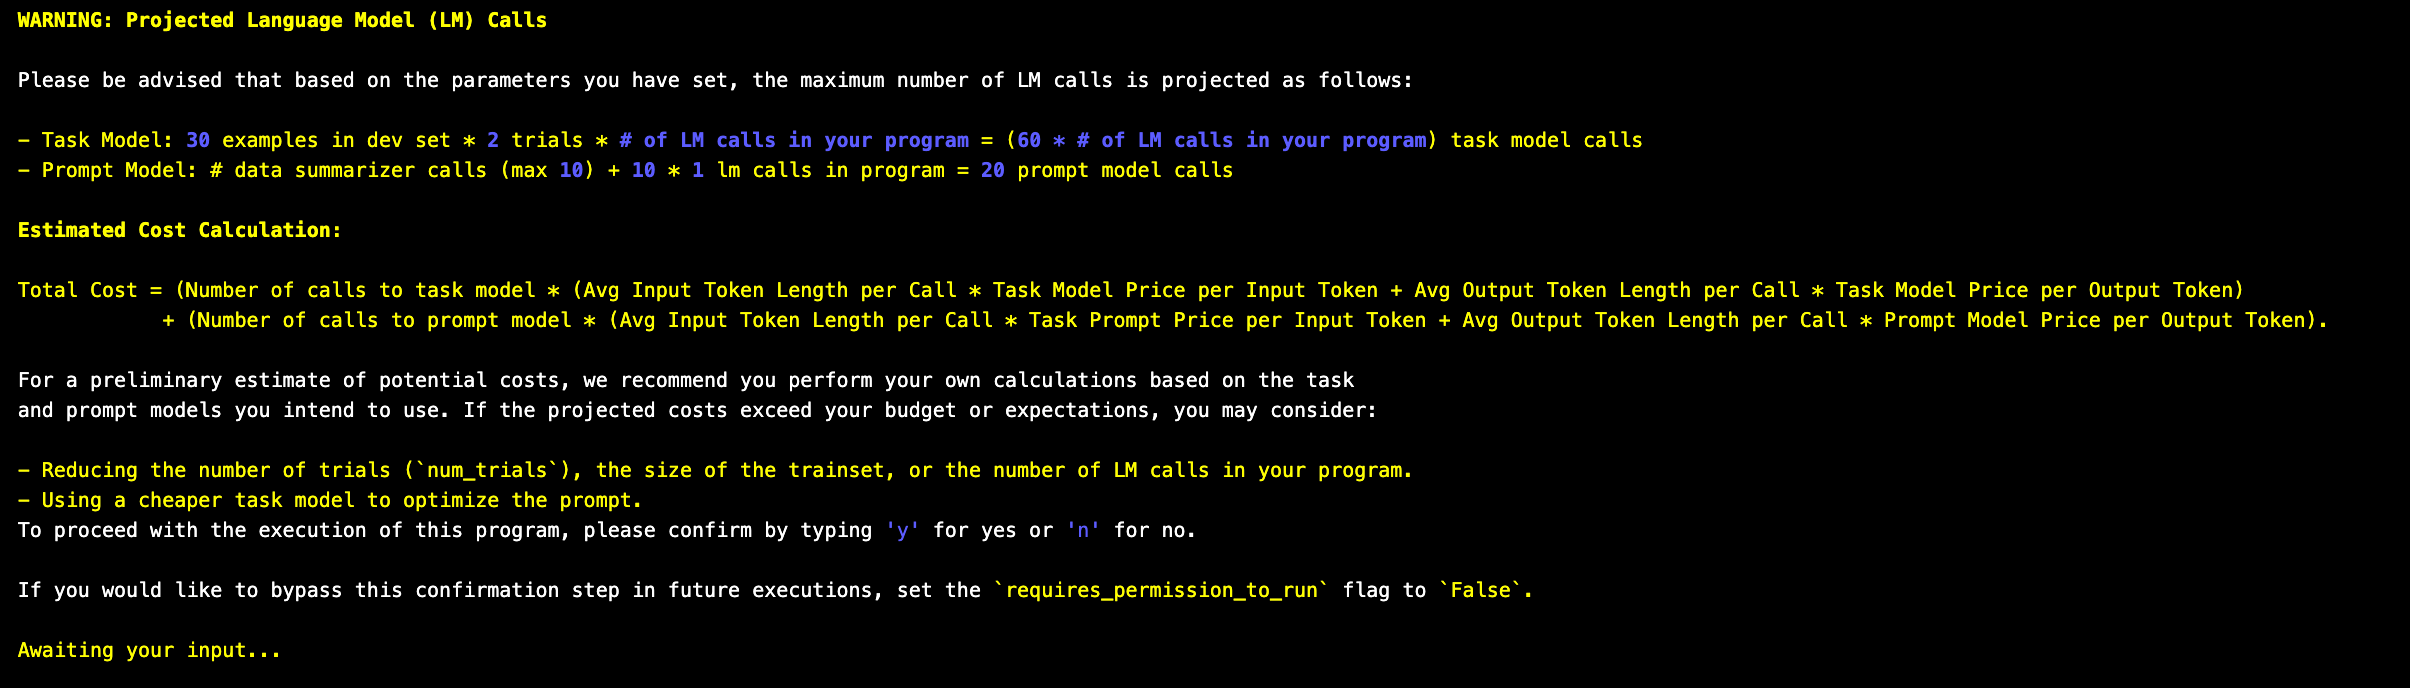 WARNING: Projected Language Model (LM) Calls
Please be advised that based on the parameters you have set, the maximum number of LM calls is projected as follows:
- Task Model: 30 examples in dev set * 2 trials * # of LM calls in your program = (60 * # of LM calls in your program) task model calls
- Prompt Model: # data summarizer calls (max 10) + 10 * 1 lm calls in program = 20 prompt model calls
Estimated Cost Calculation:
Total Cost = (Number of calls to task model * (Avg Input Token Length per Call * Task Model Price per Input Token + Avg Output Token Length per Call * Task Model Price per Output Token)
+ (Number of calls to prompt model * (Avg Input Token Length per Call * Task Prompt Price per Input Token + Avg Output Token Length per Call * Prompt Model Price per Output Token).
For a preliminary estimate of potential costs, we recommend you perform your own calculations based on the task
and prompt models you intend to use. If the projected costs exceed your budget or expectations, you may consider:
- Reducing the number of trials (`num_trials`), the size of the trainset, or the number of LM calls in your program.
- Using a cheaper task model to optimize the prompt.
To proceed with the execution of this program, please confirm by typing 'y' for yes or 'n' for no.
If you would like to bypass this confirmation step in future executions, set the `requires_permission_to_run` flag to `False`.
Awaiting your input...